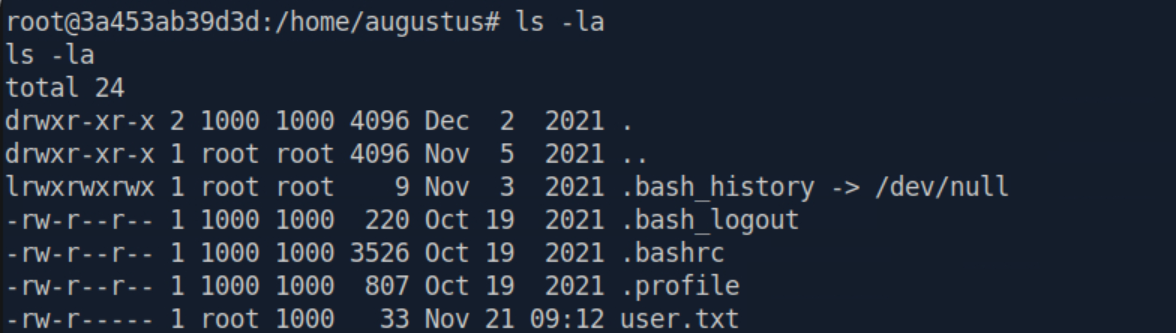 root@3a453ab39d3d:/home/augustus# ls -la
ls -la
total 24
drwxr-xr-x 2 1000 1000 4096 Dec  2  2021 .
drwxr-xr-x 1 root root 4096 Nov  5  2021 ..
lrwxrwxrwx 1 root root    9 Nov  3  2021 .bash_history -> /dev/null
-rw-r--r-- 1 1000 1000  220 Oct 19  2021 .bash_logout
-rw-r--r-- 1 1000 1000 3526 Oct 19  2021 .bashrc
-rw-r--r-- 1 1000 1000  807 Oct 19  2021 .profile
-rw-r----- 1 root 1000   33 Nov 21 09:12 user.txt